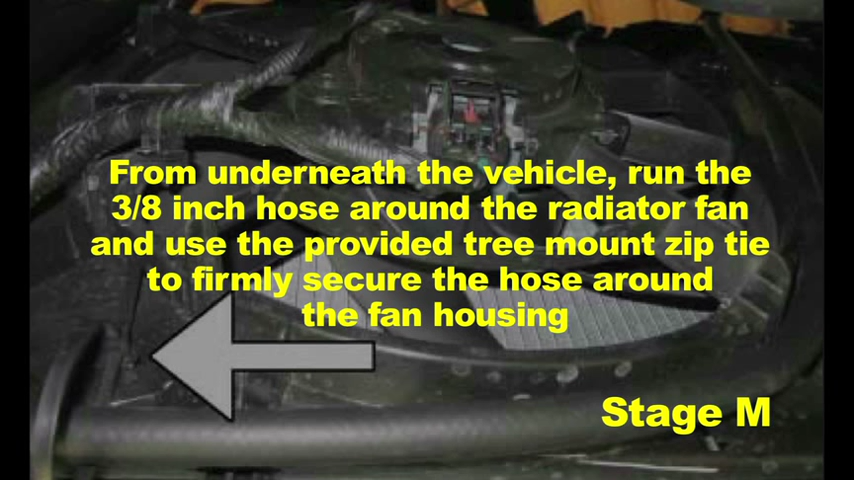 From underneath the vehicle, run the
3/8 inch hose around the radiator fan
and use the provided tree mount zip tie
to firmly secure the hose around
the fan housing
Stage M